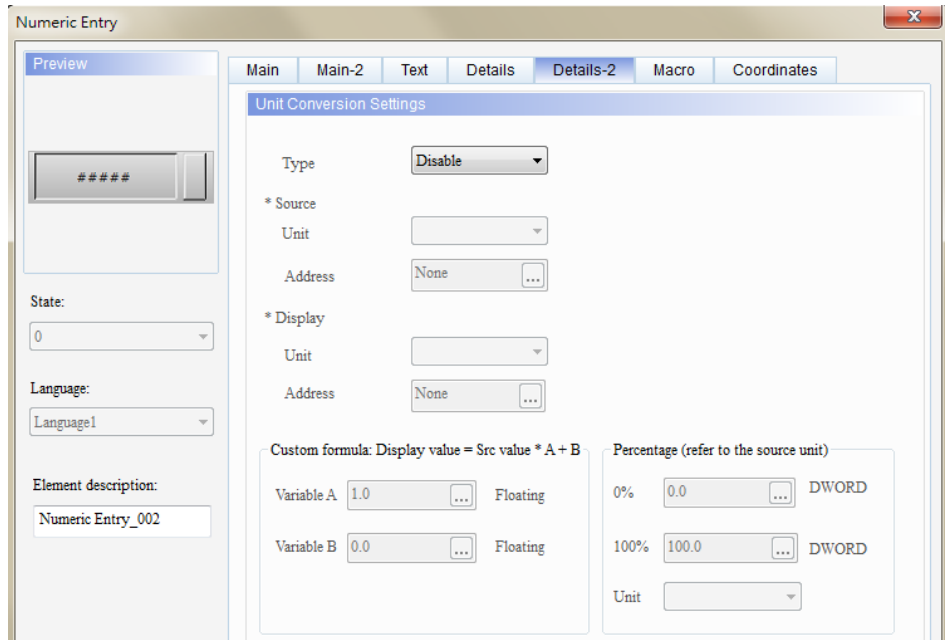 Numeric Entry
x
Preview
#####
State:
0
Language:
Language1
Element description:
Numeric Entry_002
Main Main-2 Text Details Details-2 Macro Coordinates
Unit Conversion Settings
Type Disable
* Source
Unit
Address None ...
* Display
Unit
Address None ...
Custom formula: Display value = Src value * A + B
Variable A 1.0 ... Floating
Variable B 0.0 ... Floating
Percentage (refer to the source unit)
0% 0.0 ... DWORD
100% 100.0 ... DWORD
Unit